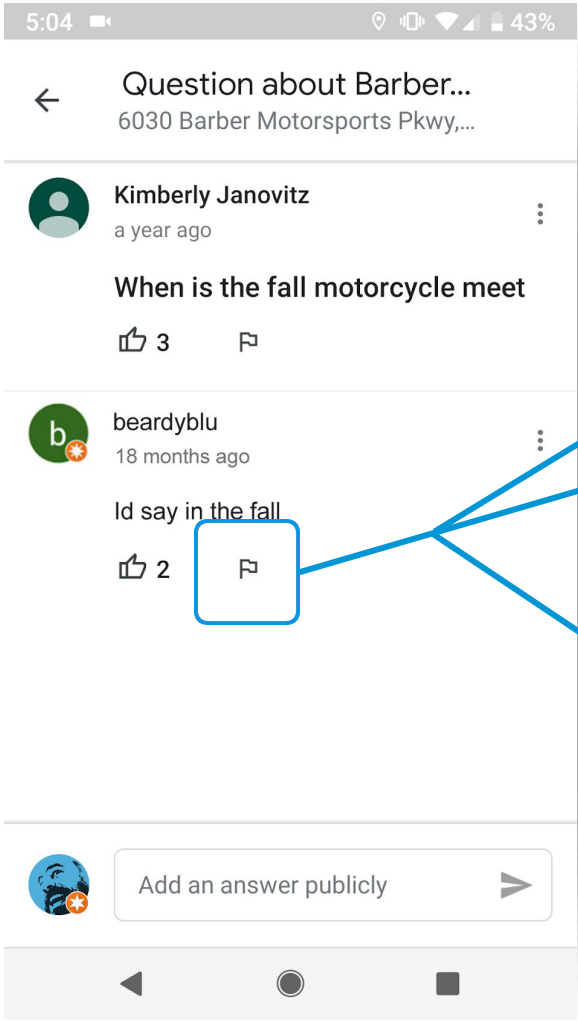 5:04 43%
Question about Barber...
6030 Barber Motorsports Pkwy,...
Kimberly Janovitz
a year ago
When is the fall motorcycle meet
3
b
beardyblu
18 months ago
Id say in the fall
2
Add an answer publicly